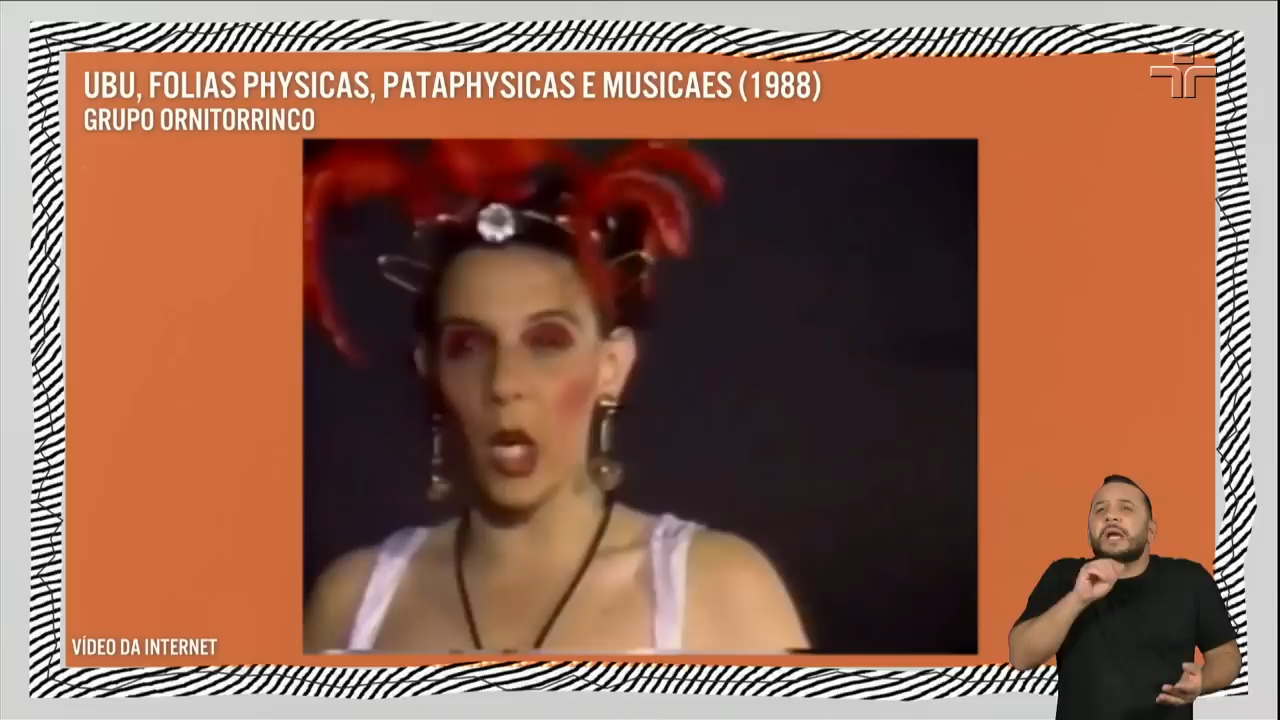 UBU, FOLIAS PHYSICAS, PATAPHYSICAS E MUSICAES (1988)
GRUPO ORNITORRINCO
VÍDEO DA INTERNET